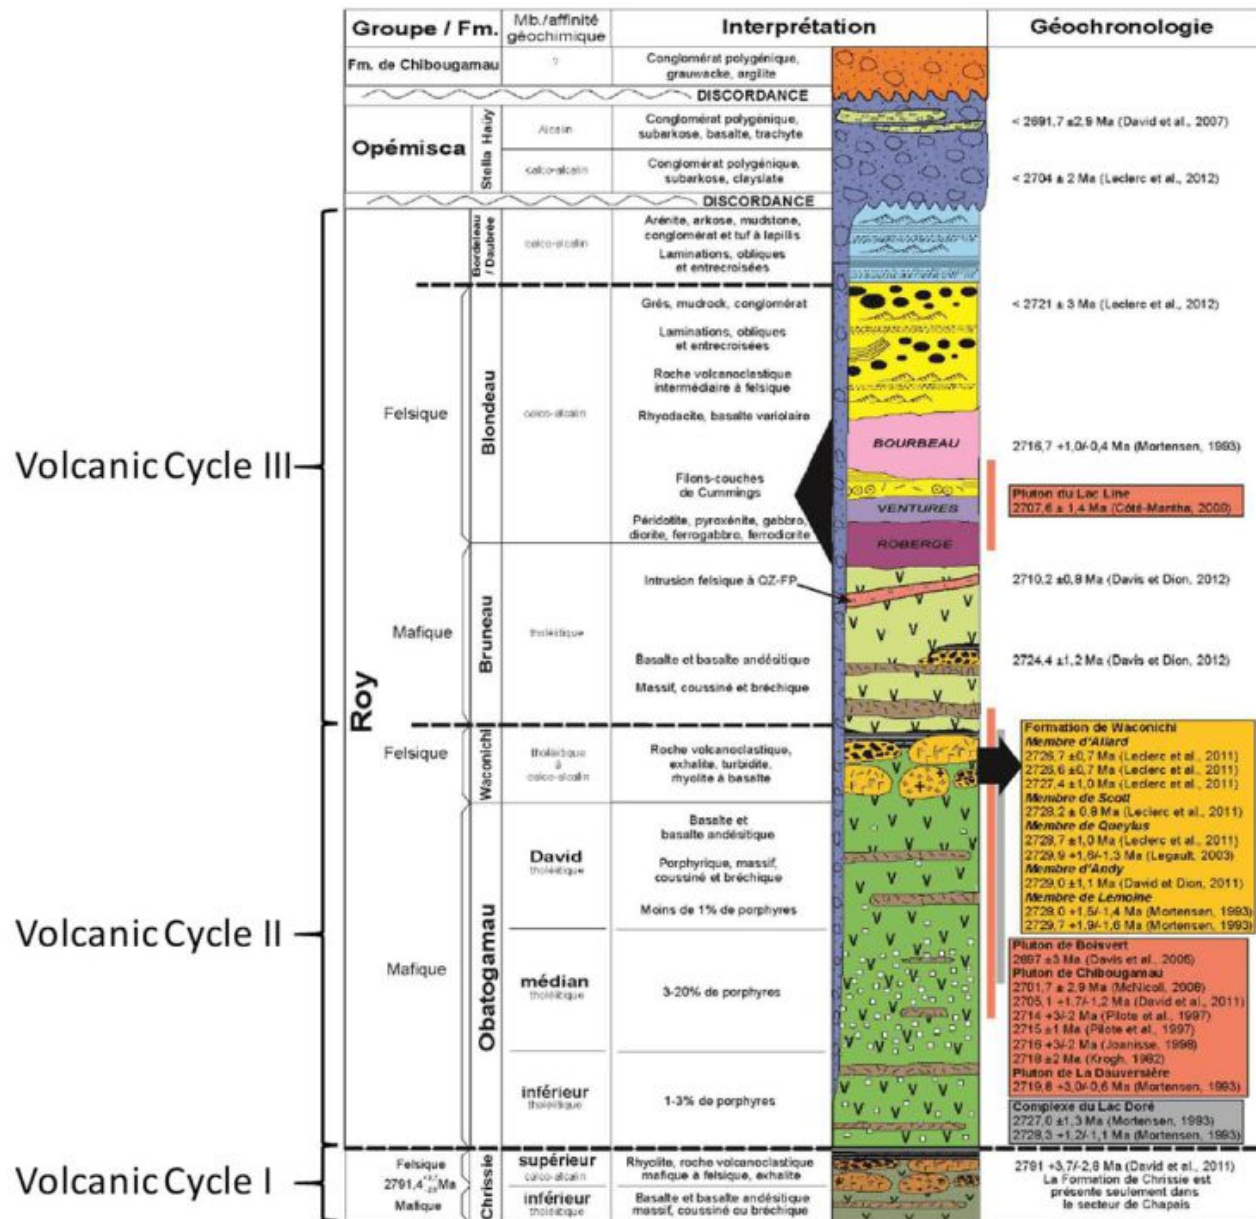 Groupe / Fm.
Mb./affinité
géochimique
Interprétation
Géochronologie
Fm. de Chibougamau
?
Conglomérat polygénique,
grauwacke, argilite
DISCORDANCE
Opémisca
Stella
Haüy
Alcalin
Conglomérat polygénique,
subarkose, basalte, trachyte
< 2691,7 ±2,9 Ma (David et al., 2007)
calco-alcalin
Conglomérat polygénique,
subarkose, clayslate
< 2704 ± 2 Ma (Leclerc et al., 2012)
DISCORDANCE
Volcanic Cycle III
Roy
Bordeleau
/ Daubrée
calco-alcalin
Arénite, arkose, mudstone,
conglomérat et tuf à lapillis
Laminations, obliques
et entrecroisées
Felsique
Blondeau
calco-alcalin
Grès, mudrock, conglomérat
Laminations, obliques
et entrecroisées
Roche volcanoclastique
intermédiaire à felsique
Rhyodacite, basalte variolaire
Filons-couches
de Cummings
Péridotite, pyroxénite, gabbro,
diorite, ferrogabbro, ferrodiorite
BOURBEAU
VENTURES
ROBERGE
< 2721 ± 3 Ma (Leclerc et al., 2012)
2716,7 +1,0/-0,4 Ma (Mortensen, 1993)
Pluton du Lac Line
2707,6 ± 1,4 Ma (Côté-Mantha, 2009)
Mafique
Bruneau
tholéiitique
Intrusion felsique à QZ-FP
Basalte et basalte andésitique
Massif, coussiné et bréchique
2710,2 ±0,8 Ma (Davis et Dion, 2012)
2724,4 ±1,2 Ma (Davis et Dion, 2012)
Volcanic Cycle II
Felsique
Waconichi
tholéiitique
à
calco-alcalin
Roche volcanoclastique,
exhalite, turbidite,
rhyolite à basalte
Formation de Waconichi
Membre d'Allard
2726,7 ±0,7 Ma (Leclerc et al., 2011)
2726,6 ±0,7 Ma (Leclerc et al., 2011)
2727,4 ±1,0 Ma (Leclerc et al., 2011)
Membre de Scott
2728,2 ± 0,8 Ma (Leclerc et al., 2011)
Membre de Queylus
2728,7 ±1,0 Ma (Leclerc et al., 2011)
2729,9 +1,6/-1,3 Ma (Legault, 2003)
Membre d'Andy
2729,0 ±1,1 Ma (David et Dion, 2011)
Membre de Lemoine
2728,0 +1,5/-1,4 Ma (Mortensen, 1993)
2729,7 +1,9/-1,6 Ma (Mortensen, 1993)
Mafique
Obatogamau
David
tholéiitique
Basalte et
basalte andésitique
Porphyrique, massif,
coussiné et bréchique
Moins de 1% de porphyres
médian
tholéiitique
3-20% de porphyres
inférieur
tholéiitique
1-3% de porphyres
Pluton de Boisvert
2697 ±3 Ma (Davis et al., 2005)
Pluton de Chibougamau
2701,7 ± 2,9 Ma (McNicoll, 2008)
2705,1 +1,7/-1,2 Ma (David et al., 2011)
2714 +3/-2 Ma (Pilote et al., 1997)
2715 ±1 Ma (Pilote et al., 1997)
2716 +3/-2 Ma (Joanisse, 1998)
2718 ±2 Ma (Krogh, 1982)
Pluton de La Dauversière
2719,8 +3,0/-0,6 Ma (Mortensen, 1993)
Complexe du Lac Doré
2727,0 ±1,3 Ma (Mortensen, 1993)
2728,3 +1,2/-1,1 Ma (Mortensen, 1993)
Volcanic Cycle I
Felsique
2791,4 Ma
Mafique
Chrissie
supérieur
calco-alcalin
Rhyolite, roche volcanoclastique
mafique à felsique, exhalite
inférieur
tholéiitique
Basalte et basalte andésitique
massif, coussiné ou bréchique
2791 +3,7/-2,8 Ma (David et al., 2011)
La Formation de Chrissie est
présente seulement dans
le secteur de Chapais